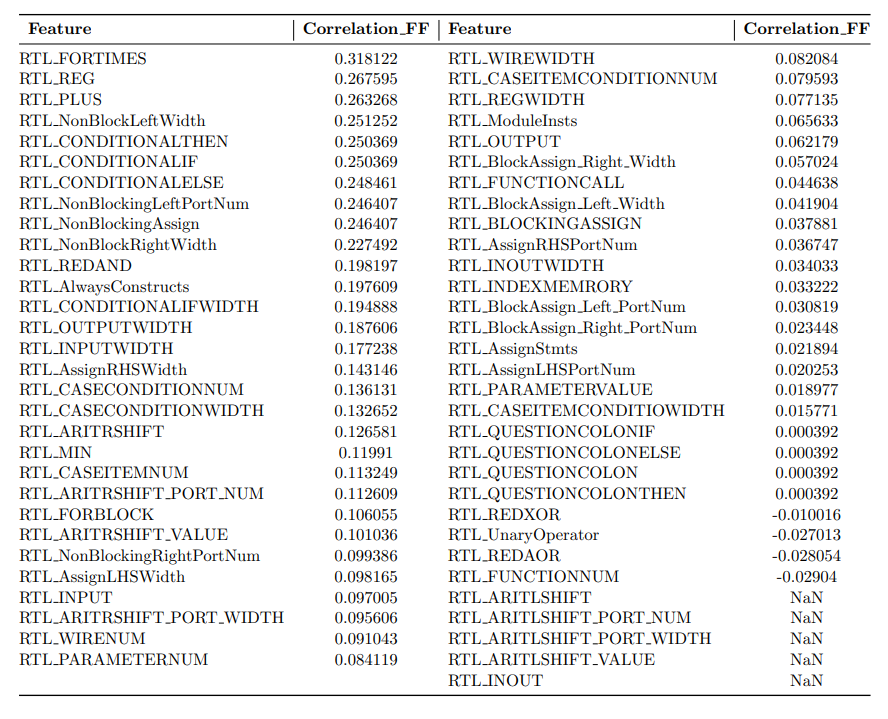 Feature Correlation_FF Feature Correlation_FF
RTL_FORTIMES 0.318122 RTL_WIREWIDTH 0.082084
RTL_REG 0.267595 RTL_CASEITEMCONDITIONNUM 0.079593
RTL_PLUS 0.263268 RTL_REGWIDTH 0.077135
RTL_NonBlockLeftWidth 0.251252 RTL_ModuleInsts 0.065633
RTL_CONDITIONALTHEN 0.250369 RTL_OUTPUT 0.062179
RTL_CONDITIONALIF 0.250369 RTL_BlockAssign_Right_Width 0.057024
RTL_CONDITIONALELSE 0.248461 RTL_FUNCTIONCALL 0.044638
RTL_NonBlockingLeftPortNum 0.246407 RTL_BlockAssign_Left_Width 0.041904
RTL_NonBlockingAssign 0.246407 RTL_BLOCKINGASSIGN 0.037881
RTL_NonBlockRightWidth 0.227492 RTL_AssignRHSPortNum 0.036747
RTL_REDAND 0.198197 RTL_INOUTWIDTH 0.034033
RTL_AlwaysConstructs 0.197609 RTL_INDEXMEMRORY 0.033222
RTL_CONDITIONALIFWIDTH 0.194888 RTL_BlockAssign_Left_PortNum 0.030819
RTL_OUTPUTWIDTH 0.187606 RTL_BlockAssign_Right_PortNum 0.023448
RTL_INPUTWIDTH 0.177238 RTL_AssignStmts 0.021894
RTL_AssignRHSWidth 0.143146 RTL_AssignLHSPortNum 0.020253
RTL_CASECONDITIONNUM 0.136131 RTL_PARAMETERVALUE 0.018977
RTL_CASECONDITIONWIDTH 0.132652 RTL_CASEITEMCONDITIOWIDTH 0.015771
RTL_ARITRSHIFT 0.126581 RTL_QUESTIONCOLONIF 0.000392
RTL_MIN 0.11991 RTL_QUESTIONCOLONELSE 0.000392
RTL_CASEITEMNUM 0.113249 RTL_QUESTIONCOLON 0.000392
RTL_ARITRSHIFT_PORT_NUM 0.112609 RTL_QUESTIONCOLONTHEN 0.000392
RTL_FORBLOCK 0.106055 RTL_REDXOR -0.010016
RTL_ARITRSHIFT_VALUE 0.101036 RTL_UnaryOperator -0.027013
RTL_NonBlockingRightPortNum 0.099386 RTL_REDAOR -0.028054
RTL_AssignLHSWidth 0.098165 RTL_FUNCTIONNUM -0.02904
RTL_INPUT 0.097005 RTL_ARITLSHIFT NaN
RTL_ARITRSHIFT_PORT_WIDTH 0.095606 RTL_ARITLSHIFT_PORT_NUM NaN
RTL_WIRENUM 0.091043 RTL_ARITLSHIFT_PORT_WIDTH NaN
RTL_PARAMETERNUM 0.084119 RTL_ARITLSHIFT_VALUE NaN
RTL_INOUT NaN